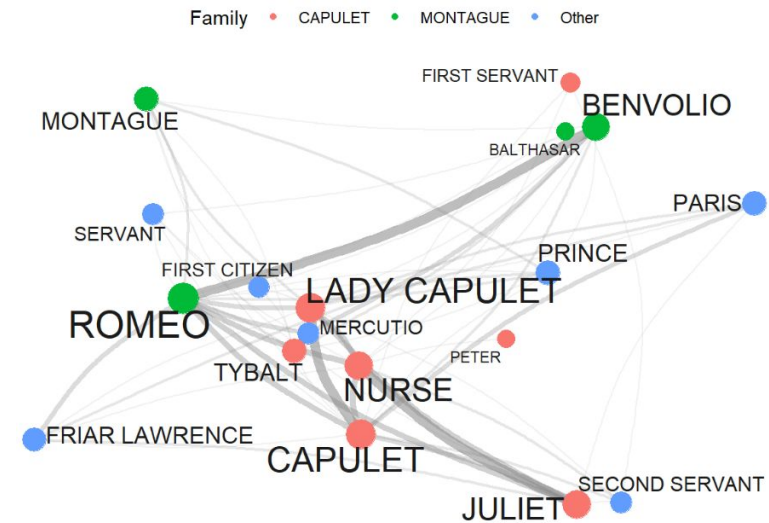 Family CAPULET MONTAGUE Other
FIRST SERVANT
BENVOLIO
MONTAGUE
BALTHASAR
PARIS
SERVANT
PRINCE
FIRST CITIZEN
LADY CAPULET
ROMEO
MERCUTIO
PETER
TYBALT
NURSE
FRIAR LAWRENCE
CAPULET
SECOND SERVANT
JULIET